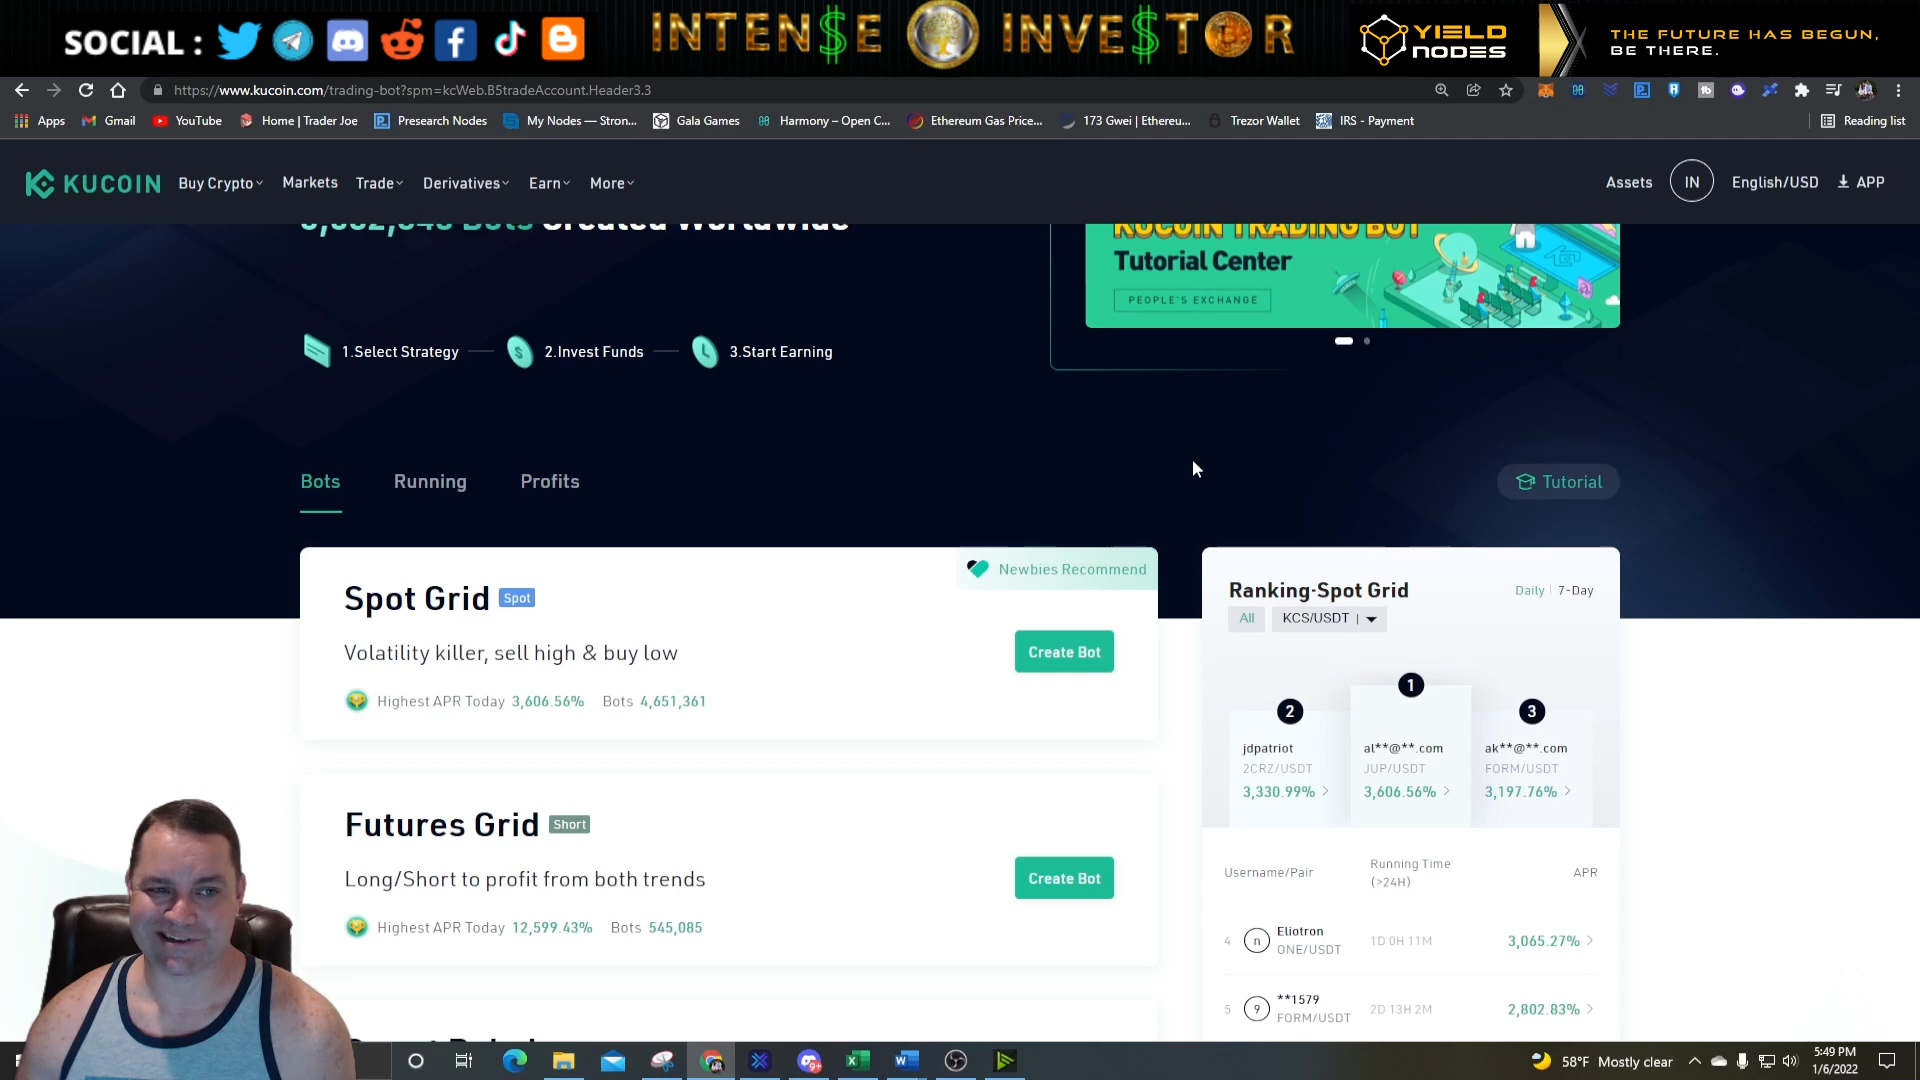 SOCIAL :
INTEN$E INVE$TOR
YIELD NODES
THE FUTURE HAS BEGUN,
BE THERE.
https://www.kucoin.com/trading-bot?spm=kcWeb.B5tradeAccount.Header3.3
Apps Gmail YouTube Home | Trader Joe Presearch Nodes My Nodes — Stron... Gala Games Harmony – Open C... Ethereum Gas Price... 173 Gwei | Ethereu... Trezor Wallet IRS - Payment Reading list
KUCOIN Buy Crypto Markets Trade Derivatives Earn More Assets IN English/USD APP
Bots Created Worldwide
KUCOIN TRADING BOT
Tutorial Center
PEOPLE'S EXCHANGE
1.Select Strategy 2.Invest Funds 3.Start Earning
Bots Running Profits Tutorial
Newbies Recommend
Spot Grid Spot
Volatility killer, sell high & buy low
Create Bot
Highest APR Today 3,606.56% Bots 4,651,361
Futures Grid Short
Long/Short to profit from both trends
Create Bot
Highest APR Today 12,599.43% Bots 545,085
Ranking·Spot Grid Daily | 7-Day
All KCS/USDT
2 1 3
jdpatriot al**@**.com ak**@**.com
2CRZ/USDT JUP/USDT FORM/USDT
3,330.99% 3,606.56% 3,197.76%
Username/Pair Running Time (>24H) APR
4 n Eliotron 1D 0H 11M 3,065.27%
ONE/USDT
5 9 **1579 2D 13H 2M 2,802.83%
FORM/USDT
58°F Mostly clear
5:49 PM
1/6/2022